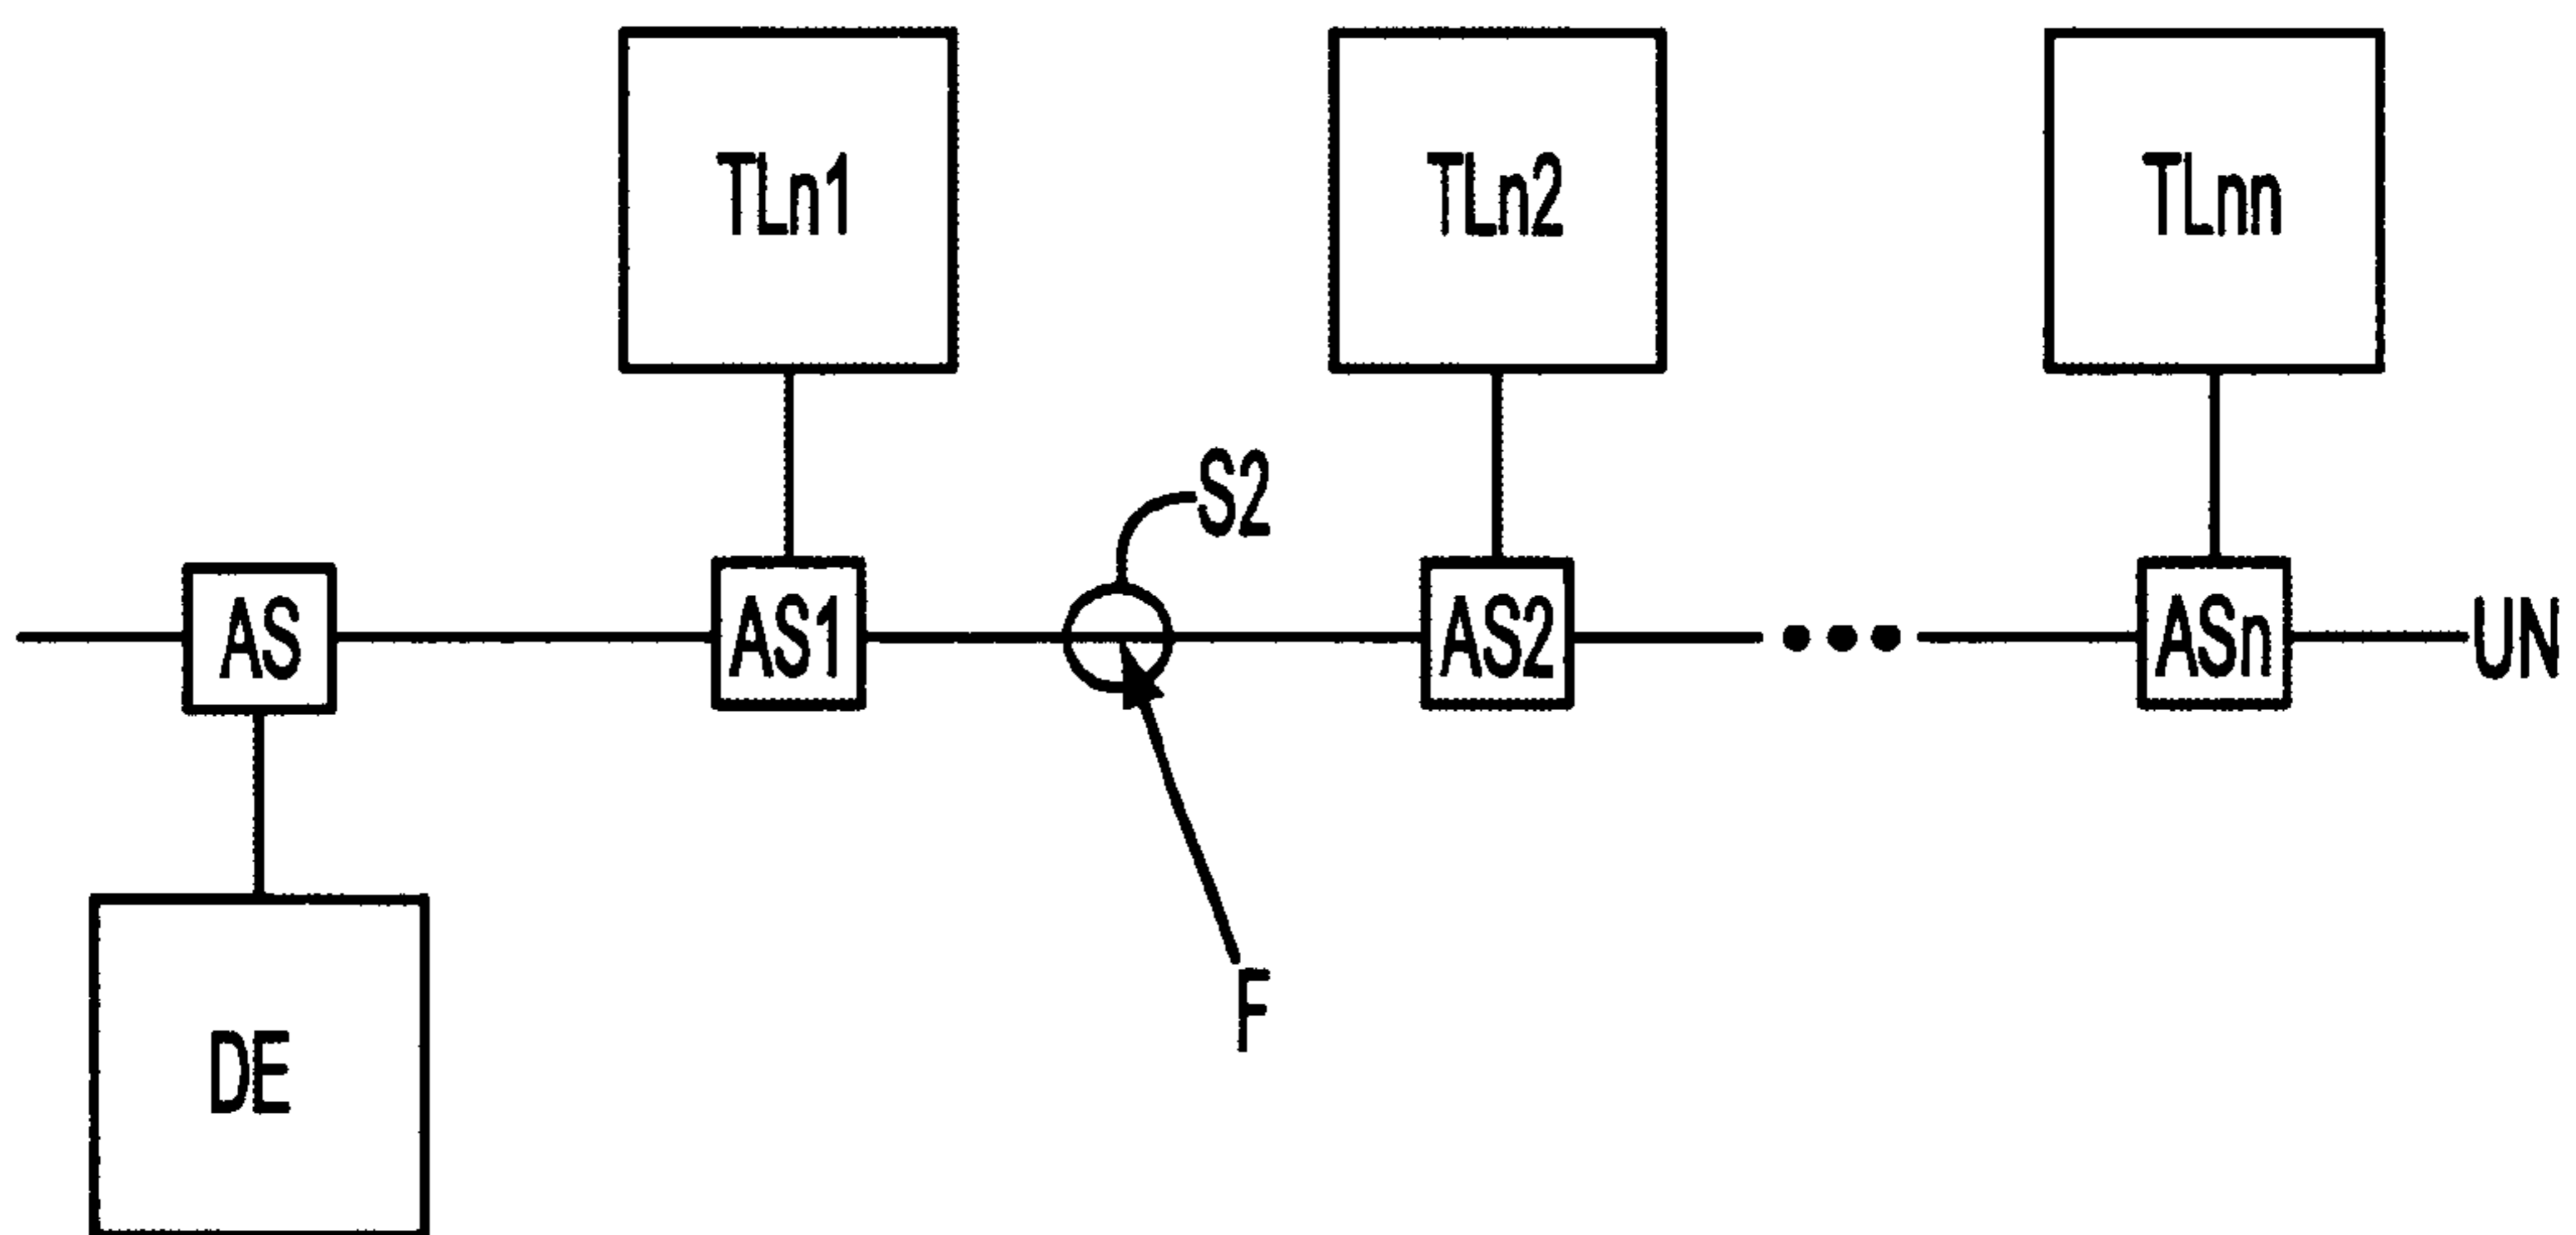 TLn1
TLn2
TLnn
S2
AS
AS1
AS2
ASn
UN
F
DE